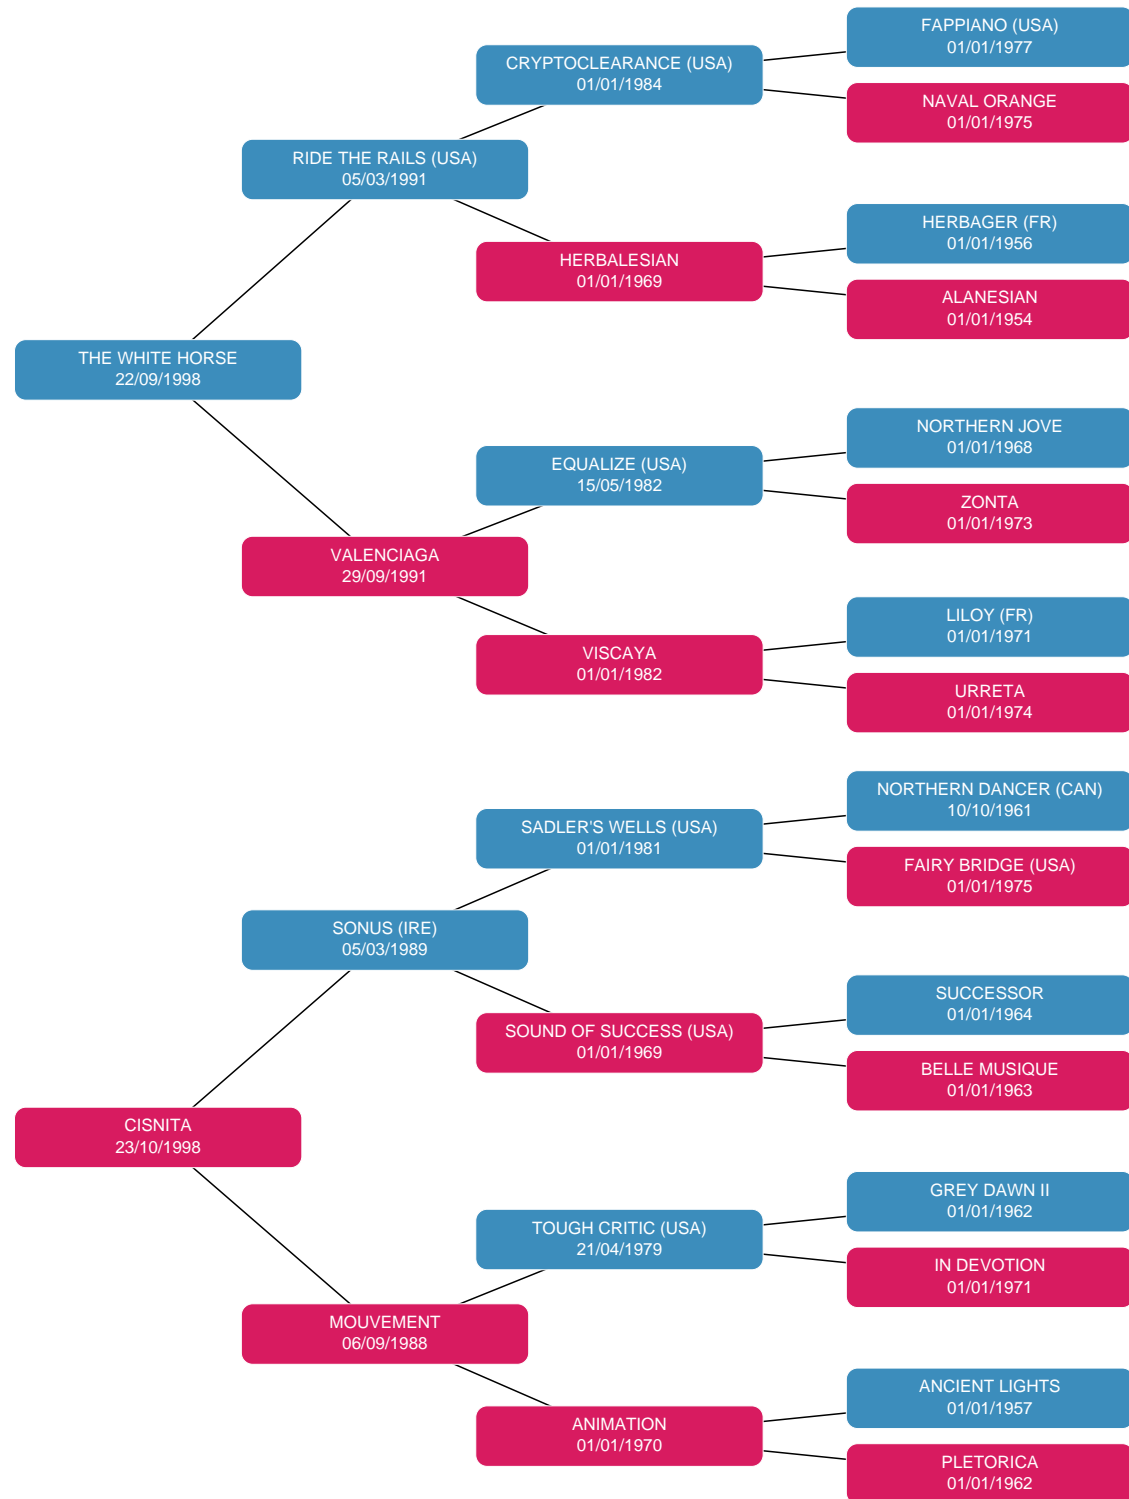 FAPPIANO (USA)
01/01/1977
CRYPTOCLEARANCE (USA)
01/01/1984
NAVAL ORANGE
01/01/1975
RIDE THE RAILS (USA)
05/03/1991
HERBAGER (FR)
01/01/1956
HERBALESIAN
01/01/1969
ALANESIAN
01/01/1954
THE WHITE HORSE
22/09/1998
NORTHERN JOVE
01/01/1968
EQUALIZE (USA)
15/05/1982
ZONTA
01/01/1973
VALENCIAGA
29/09/1991
LILOY (FR)
01/01/1971
VISCAYA
01/01/1982
URRETA
01/01/1974
NORTHERN DANCER (CAN)
10/10/1961
SADLER'S WELLS (USA)
01/01/1981
FAIRY BRIDGE (USA)
01/01/1975
SONUS (IRE)
05/03/1989
SUCCESSOR
01/01/1964
SOUND OF SUCCESS (USA)
01/01/1969
BELLE MUSIQUE
01/01/1963
CISNITA
23/10/1998
GREY DAWN II
01/01/1962
TOUGH CRITIC (USA)
21/04/1979
IN DEVOTION
01/01/1971
MOUVEMENT
06/09/1988
ANCIENT LIGHTS
01/01/1957
ANIMATION
01/01/1970
PLETORICA
01/01/1962